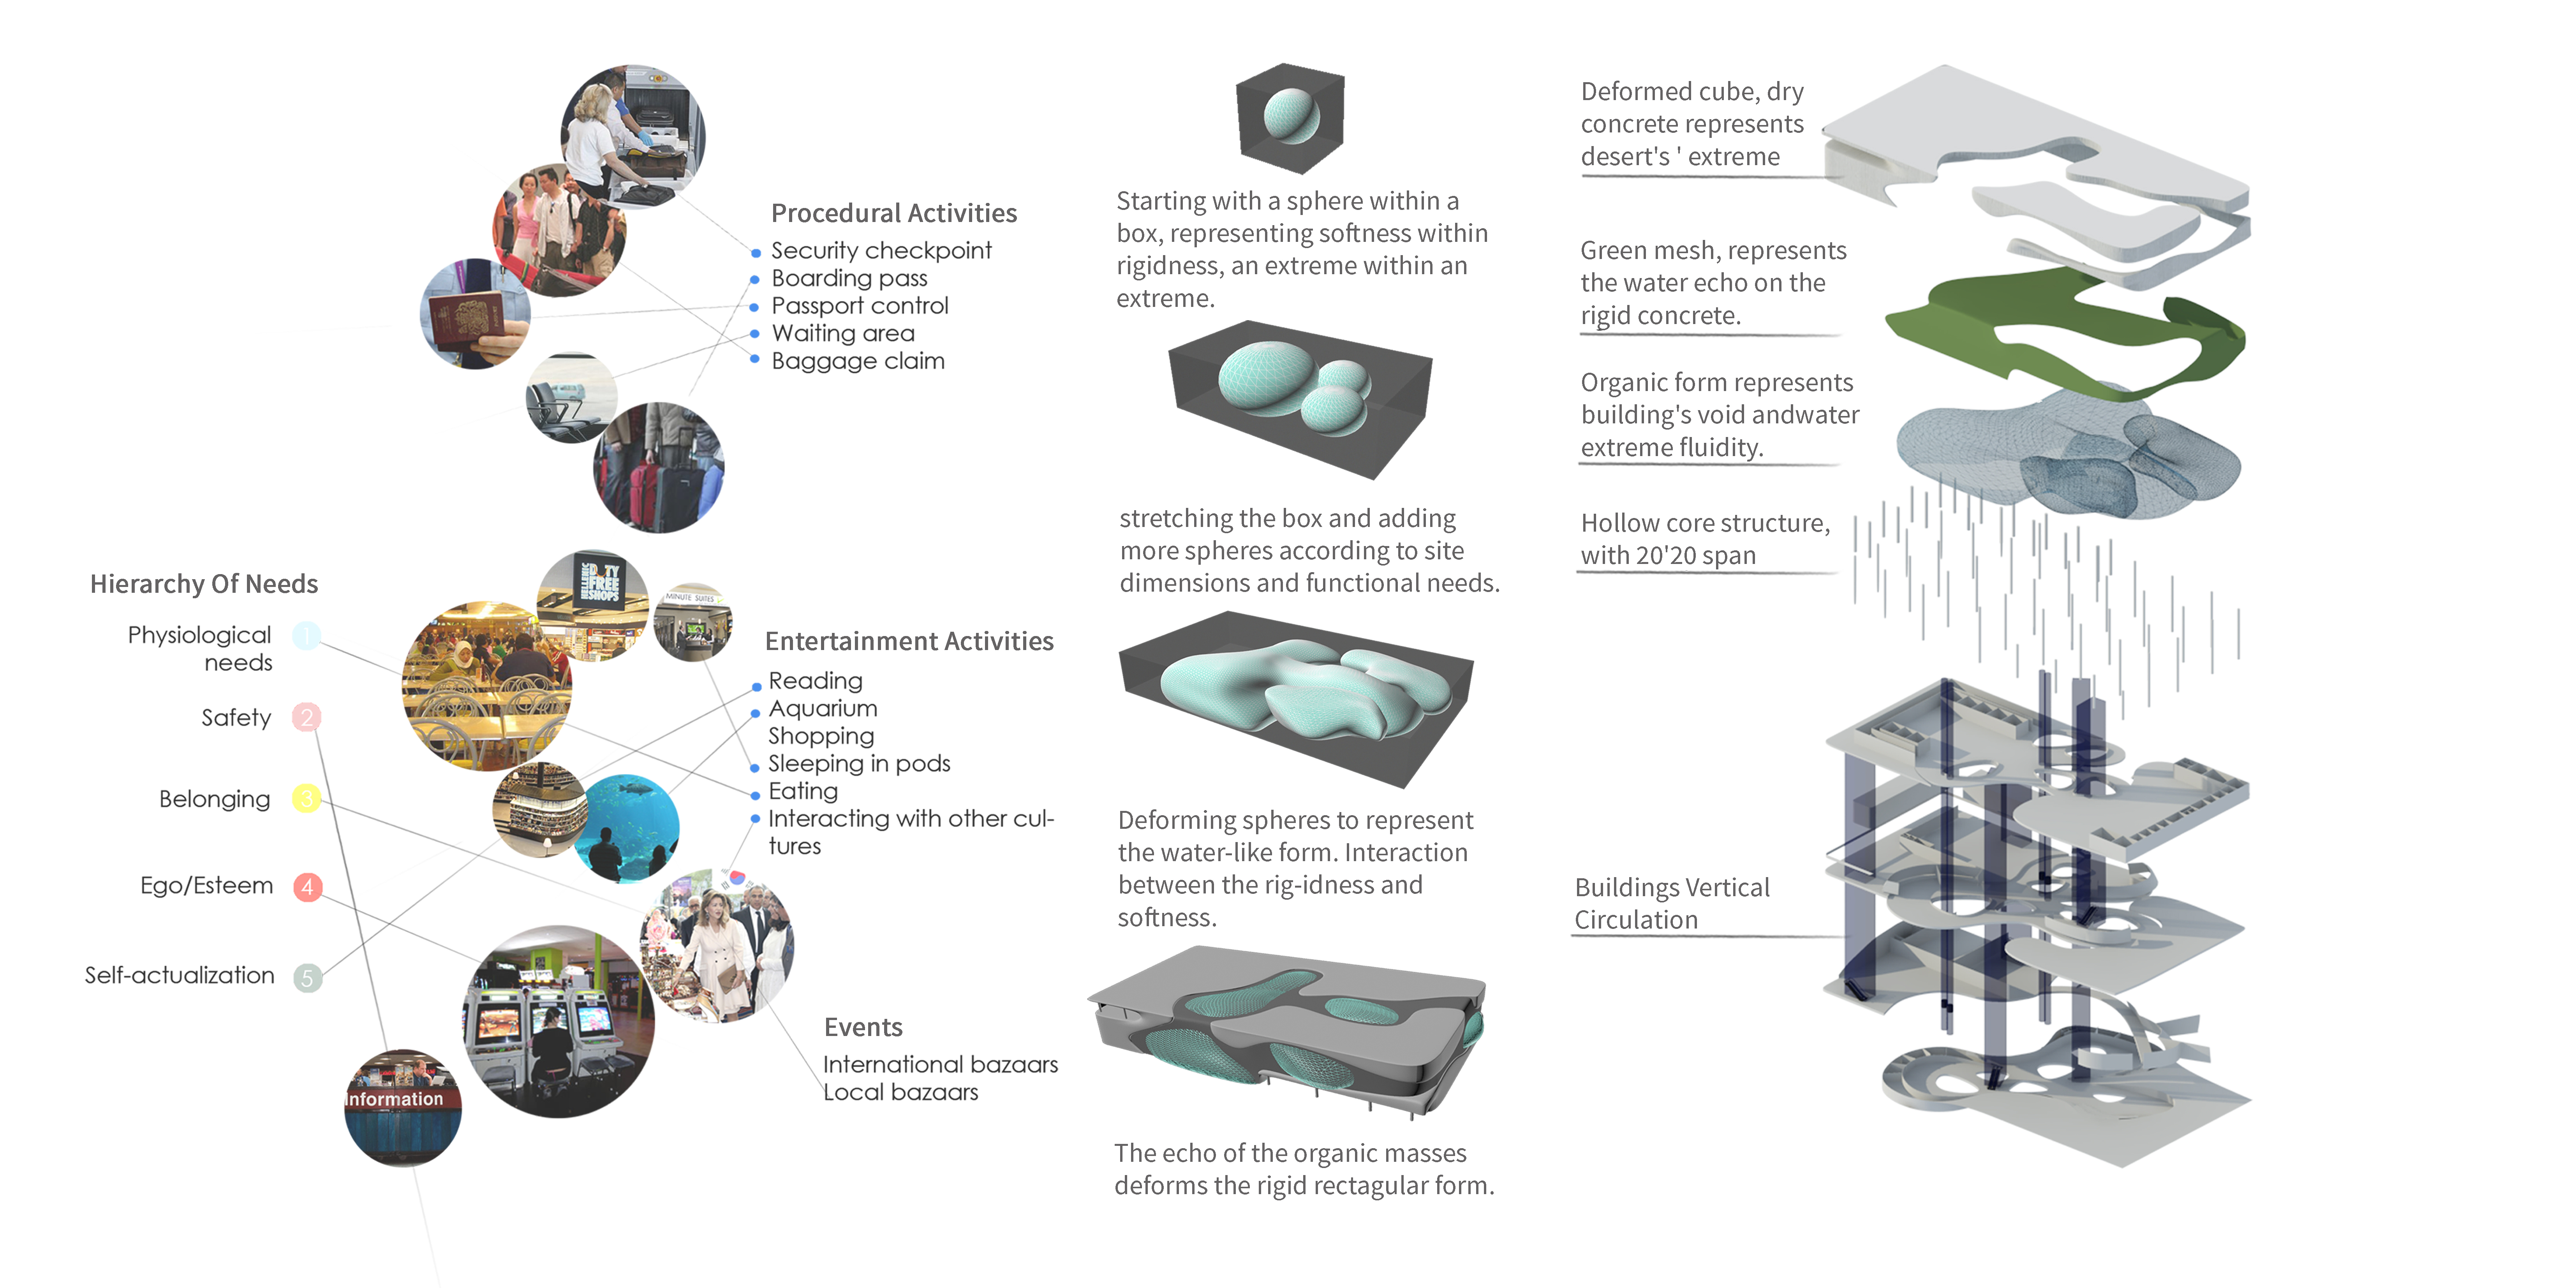 Procedural Activities
Security checkpoint
Boarding pass
Passport control
Waiting area
Baggage claim
Hierarchy Of Needs
Physiological
needs
1
Safety
2
Belonging
3
Ego/Esteem
4
Self-actualization
5
HELLENIC
DUTY
FREE
SHOPS
MINUTE SUITES
Information
Entertainment Activities
Reading
Aquarium
Shopping
Sleeping in pods
Eating
Interacting with other cul-
tures
Events
International bazaars
Local bazaars
Starting with a sphere within a
box, representing softness within
rigidness, an extreme within an
extreme.
stretching the box and adding
more spheres according to site
dimensions and functional needs.
Deforming spheres to represent
the water-like form. Interaction
between the rig-idness and
softness.
The echo of the organic masses
deforms the rigid rectagular form.
Deformed cube, dry
concrete represents
desert's ' extreme
Green mesh, represents
the water echo on the
rigid concrete.
Organic form represents
building's void andwater
extreme fluidity.
Hollow core structure,
with 20'20 span
Buildings Vertical
Circulation